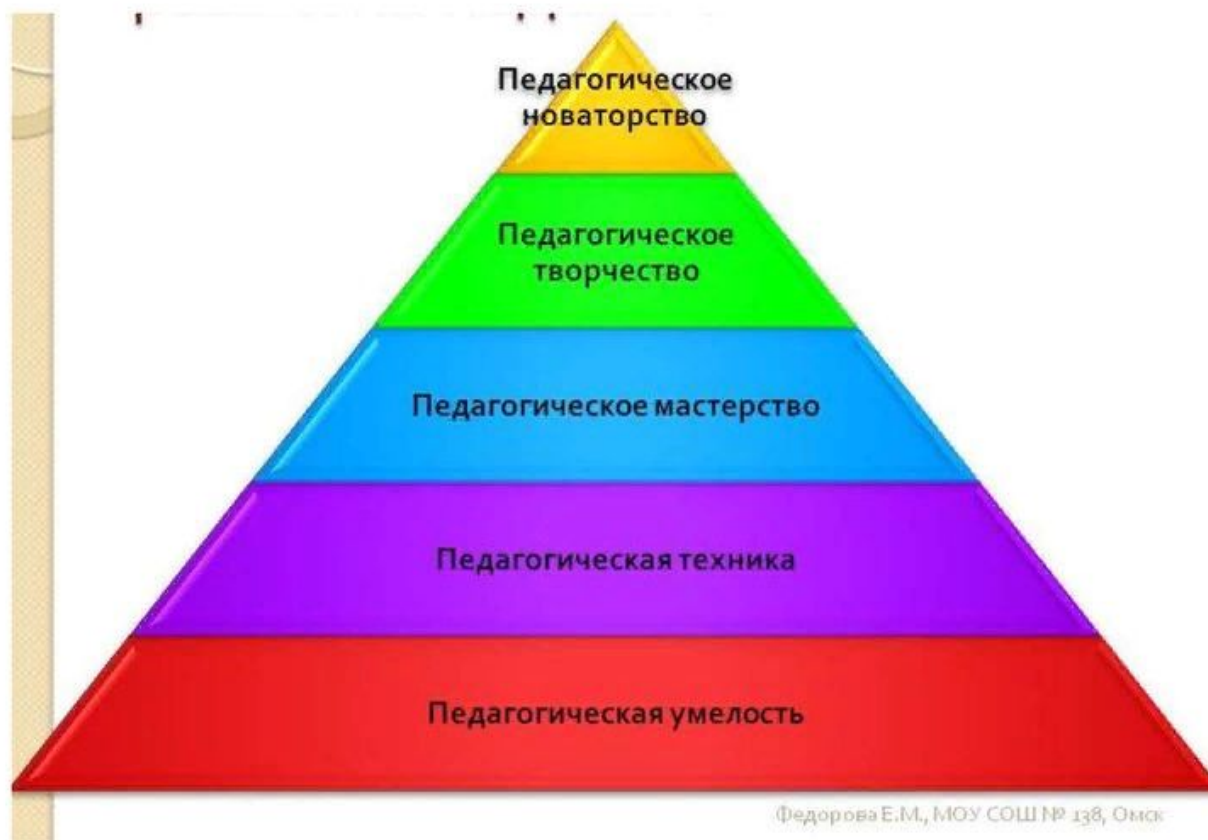 Педагогическое
новаторство
Педагогическое
творчество
Педагогическое мастерство
Педагогическая техника
Педагогическая умелость
Федорова Е.М., МОУ СОШ № 138, Омск